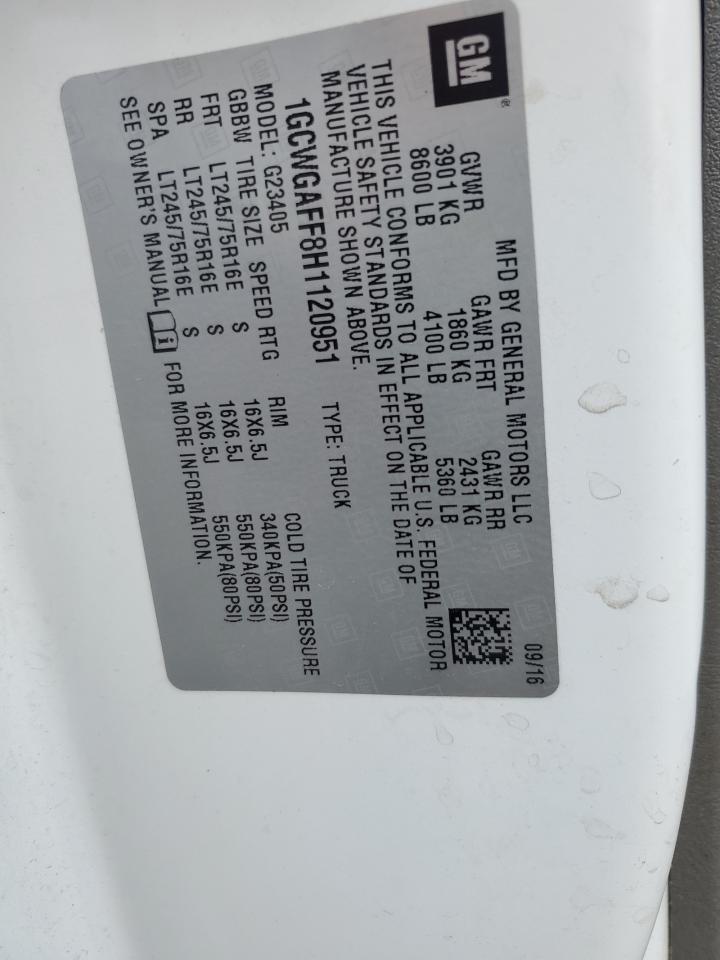 GM®
MFD BY GENERAL MOTORS LLC 09/16
GVWR GAWR FRT GAWR RR
3901 KG 1860 KG 2431 KG
8600 LB 4100 LB 5360 LB
THIS VEHICLE CONFORMS TO ALL APPLICABLE U.S. FEDERAL MOTOR
VEHICLE SAFETY STANDARDS IN EFFECT ON THE DATE OF
MANUFACTURE SHOWN ABOVE.
1GCWGAFF8H1120951 TYPE: TRUCK
MODEL: G23405
GBBW TIRE SIZE SPEED RTG RIM COLD TIRE PRESSURE
FRT LT245/75R16E S 16X6.5J 340KPA(50PSI)
RR LT245/75R16E S 16X6.5J 550KPA(80PSI)
SPA LT245/75R16E S 16X6.5J 550KPA(80PSI)
SEE OWNER'S MANUAL i FOR MORE INFORMATION.